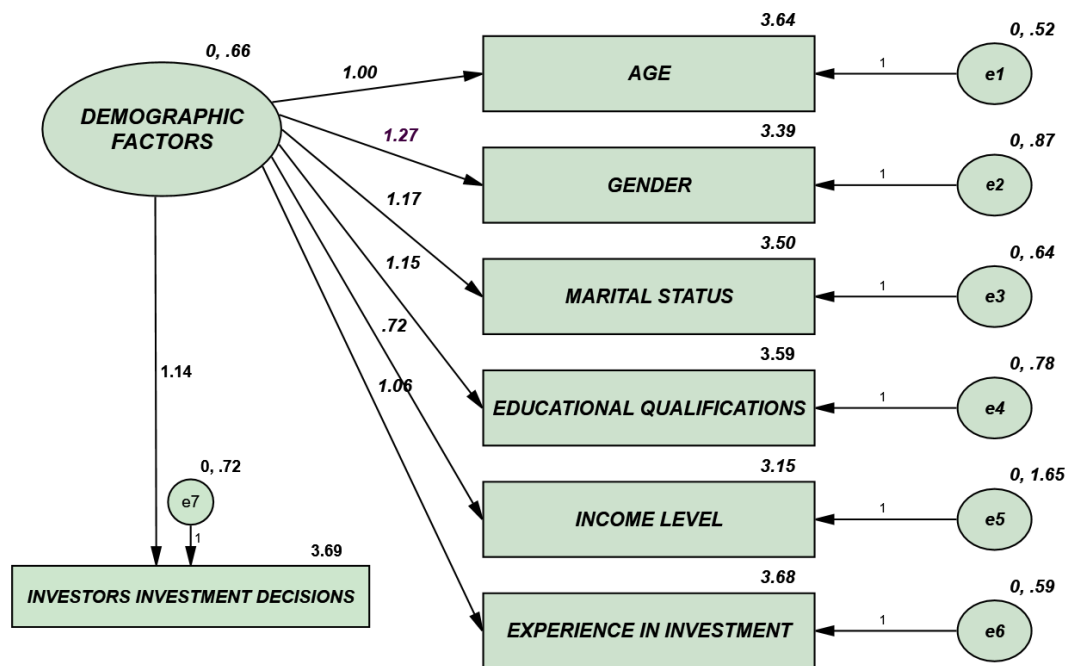 3.64
0, .52
0, .66
1.00
AGE
1
e1
DEMOGRAPHIC
FACTORS
1.27
3.39
0, .87
GENDER
1
e2
1.17
3.50
0, .64
1.15
MARITAL STATUS
1
e3
.72
3.59
0, .78
1.14
1.06
EDUCATIONAL QUALIFICATIONS
1
e4
0, .72
3.15
0, 1.65
e7
INCOME LEVEL
1
e5
1
3.69
3.68
0, .59
INVESTORS INVESTMENT DECISIONS
EXPERIENCE IN INVESTMENT
1
e6